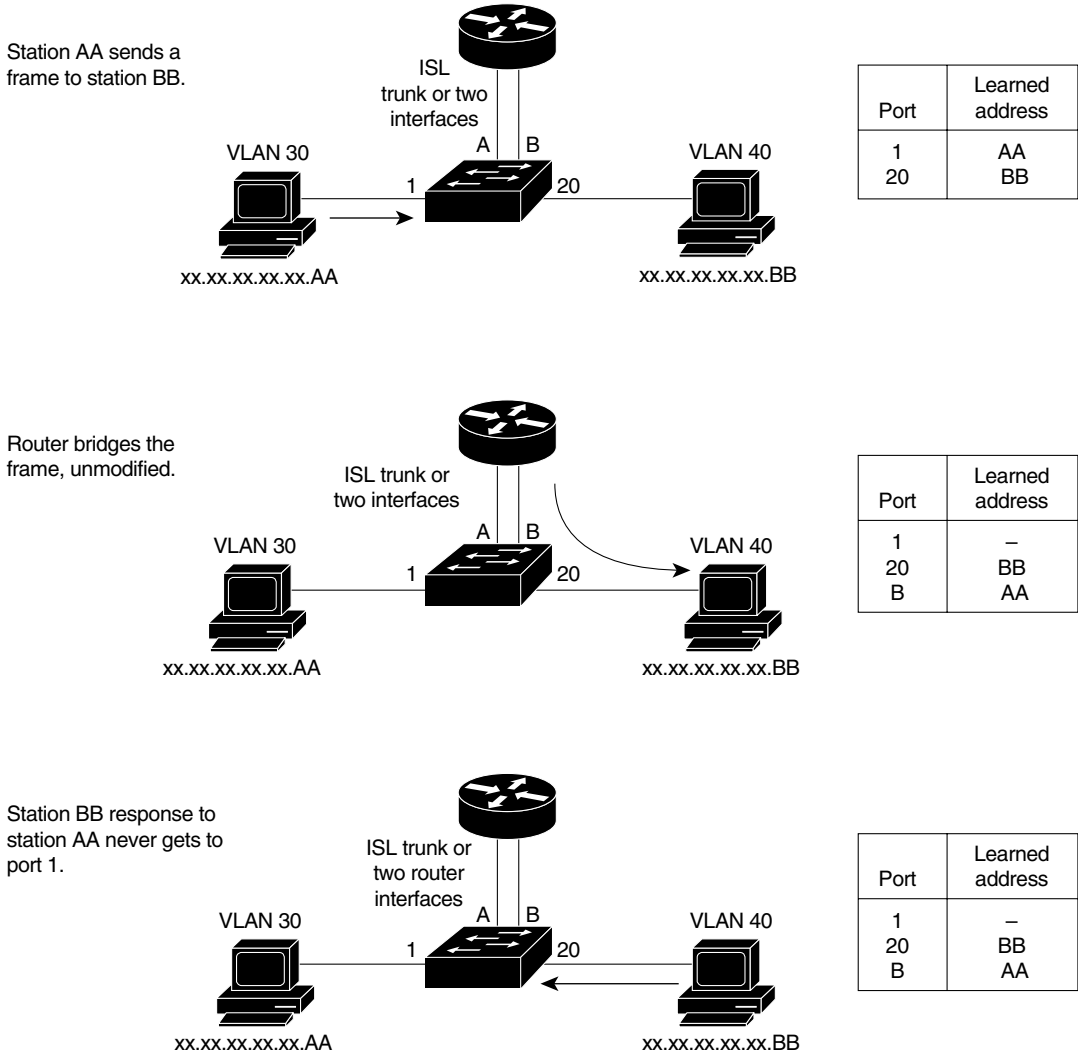 Station AA sends a
frame to station BB.
ISL
trunk or two
interfaces
A B
VLAN 30
VLAN 40
1
20
xx.xx.xx.xx.xx.AA
xx.xx.xx.xx.xx.BB
Port Learned address
1 AA
20 BB
Router bridges the
frame, unmodified.
ISL trunk or
two interfaces
A B
VLAN 30
VLAN 40
1
20
xx.xx.xx.xx.xx.AA
xx.xx.xx.xx.xx.BB
Port Learned address
1 –
20 BB
B AA
Station BB response to
station AA never gets to
port 1.
ISL trunk or
two router
interfaces
A B
VLAN 30
VLAN 40
1
20
xx.xx.xx.xx.xx.AA
xx.xx.xx.xx.xx.BB
Port Learned address
1 –
20 BB
B AA